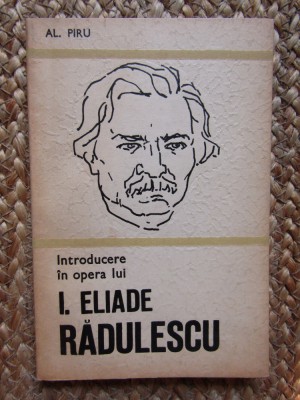 AL. PIRU
Introducere
în opera lui
I. ELIADE
RĂDULESCU